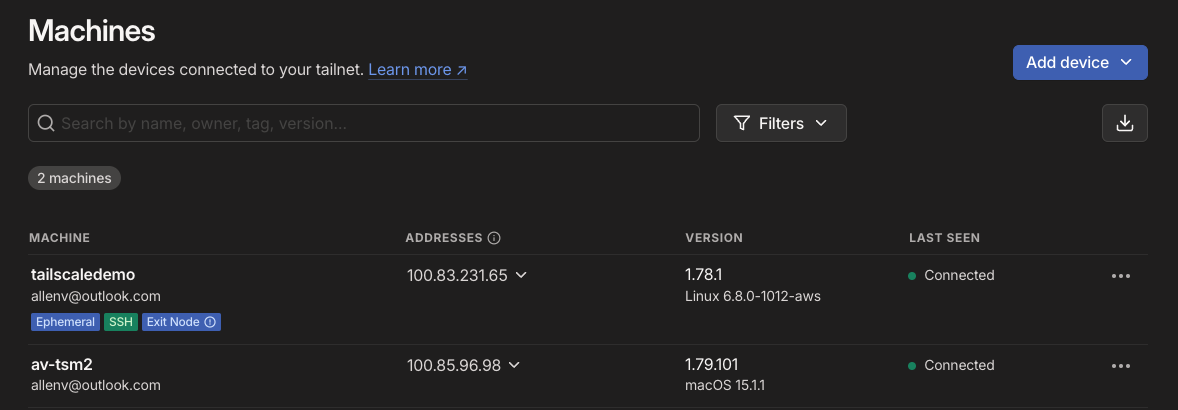 Machines
Manage the devices connected to your tailnet. Learn more ↗
Add device
Search by name, owner, tag, version...
Filters
2 machines
MACHINE ADDRESSES VERSION LAST SEEN
tailscaledemo 100.83.231.65 1.78.1 Connected
allenv@outlook.com Linux 6.8.0-1012-aws
Ephemeral SSH Exit Node
av-tsm2 100.85.96.98 1.79.101 Connected
allenv@outlook.com macOS 15.1.1